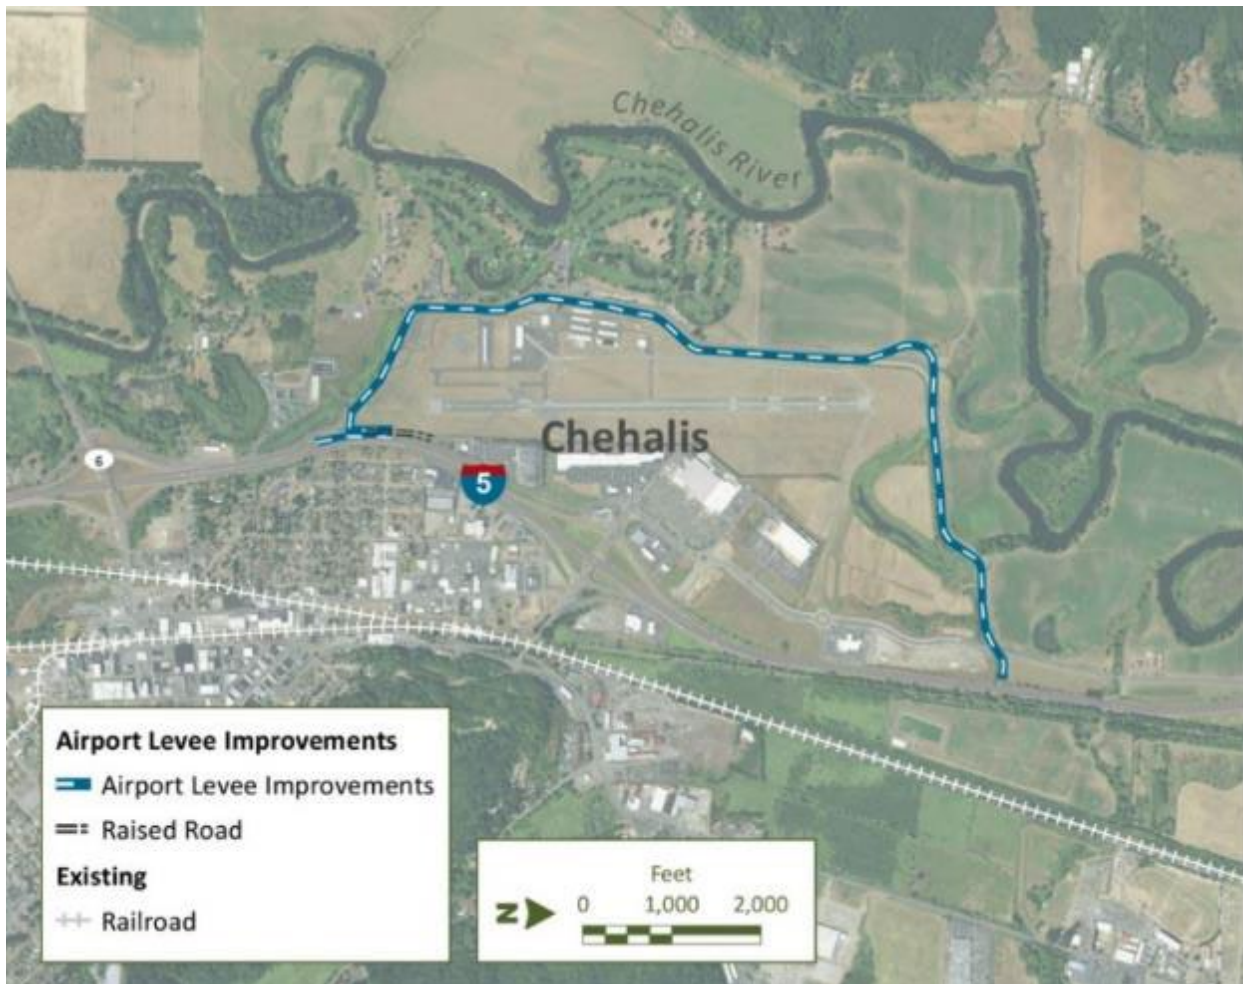 Chehalis River
6
Chehalis
5
Airport Levee Improvements
Airport Levee Improvements
Raised Road
Existing
Railroad
Feet
N
0 1,000 2,000